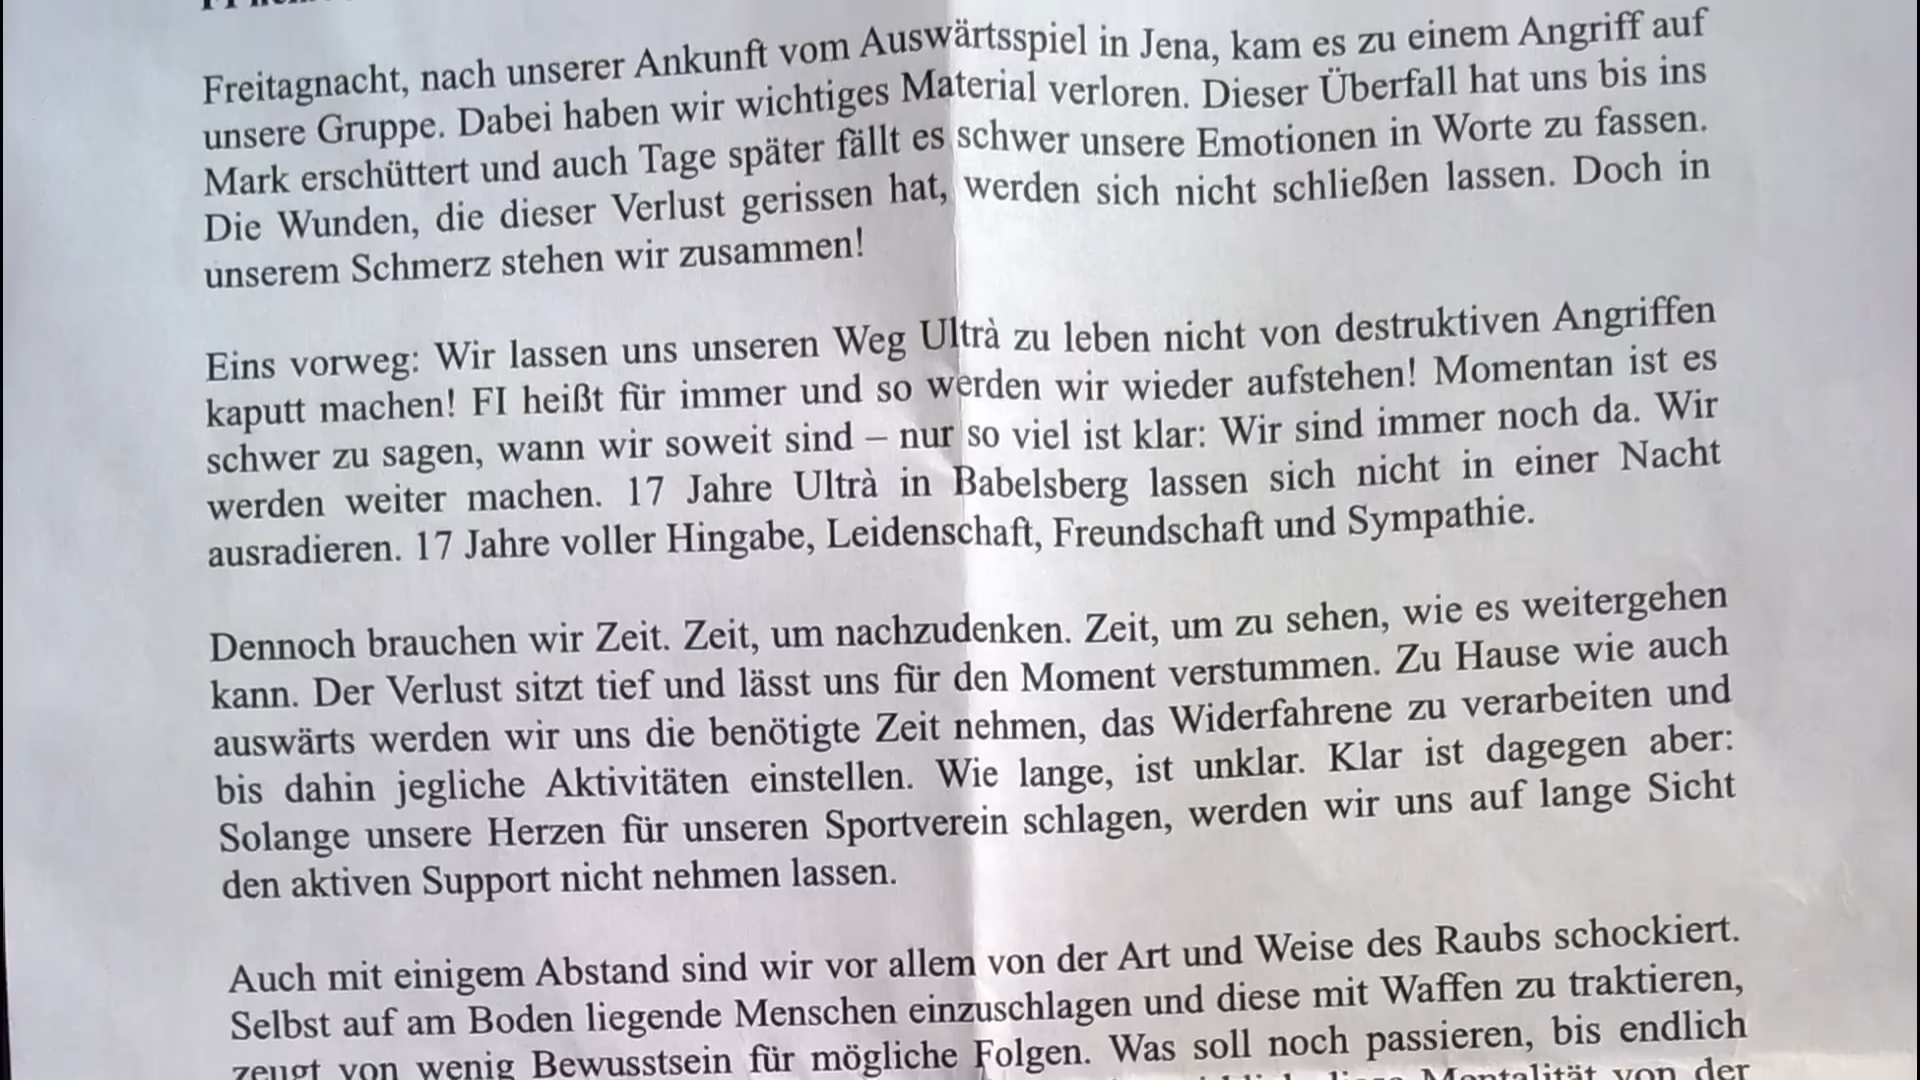 Freitagnacht, nach unserer Ankunft vom Auswärtsspiel in Jena, kam es zu einem Angriff auf
unsere Gruppe. Dabei haben wir wichtiges Material verloren. Dieser Überfall hat uns bis ins
Mark erschüttert und auch Tage später fällt es schwer unsere Emotionen in Worte zu fassen.
Die Wunden, die dieser Verlust gerissen hat, werden sich nicht schließen lassen. Doch in
unserem Schmerz stehen wir zusammen!
Eins vorweg: Wir lassen uns unseren Weg Ultrà zu leben nicht von destruktiven Angriffen
kaputt machen! FI heißt für immer und so werden wir wieder aufstehen! Momentan ist es
schwer zu sagen, wann wir soweit sind – nur so viel ist klar: Wir sind immer noch da. Wir
werden weiter machen. 17 Jahre Ultrà in Babelsberg lassen sich nicht in einer Nacht
ausradieren. 17 Jahre voller Hingabe, Leidenschaft, Freundschaft und Sympathie.
Dennoch brauchen wir Zeit. Zeit, um nachzudenken. Zeit, um zu sehen, wie es weitergehen
kann. Der Verlust sitzt tief und lässt uns für den Moment verstummen. Zu Hause wie auch
auswärts werden wir uns die benötigte Zeit nehmen, das Widerfahrene zu verarbeiten und
bis dahin jegliche Aktivitäten einstellen. Wie lange, ist unklar. Klar ist dagegen aber:
Solange unsere Herzen für unseren Sportverein schlagen, werden wir uns auf lange Sicht
den aktiven Support nicht nehmen lassen.
Auch mit einigem Abstand sind wir vor allem von der Art und Weise des Raubs schockiert.
Selbst auf am Boden liegende Menschen einzuschlagen und diese mit Waffen zu traktieren,
zeugt von wenig Bewusstsein für mögliche Folgen. Was soll noch passieren, bis endlich
Mentalität von der